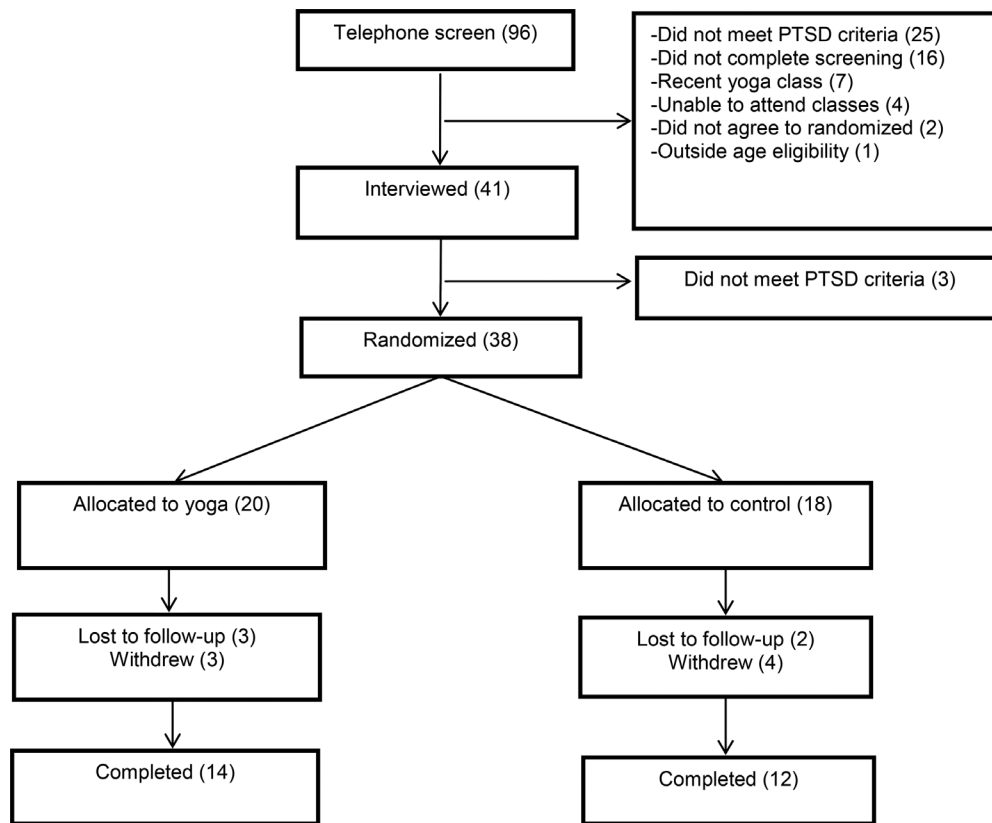 Telephone screen (96)
-Did not meet PTSD criteria (25)
-Did not complete screening (16)
-Recent yoga class (7)
-Unable to attend classes (4)
-Did not agree to randomized (2)
-Outside age eligibility (1)
Interviewed (41)
Did not meet PTSD criteria (3)
Randomized (38)
Allocated to yoga (20)
Allocated to control (18)
Lost to follow-up (3)
Withdrew (3)
Lost to follow-up (2)
Withdrew (4)
Completed (14)
Completed (12)